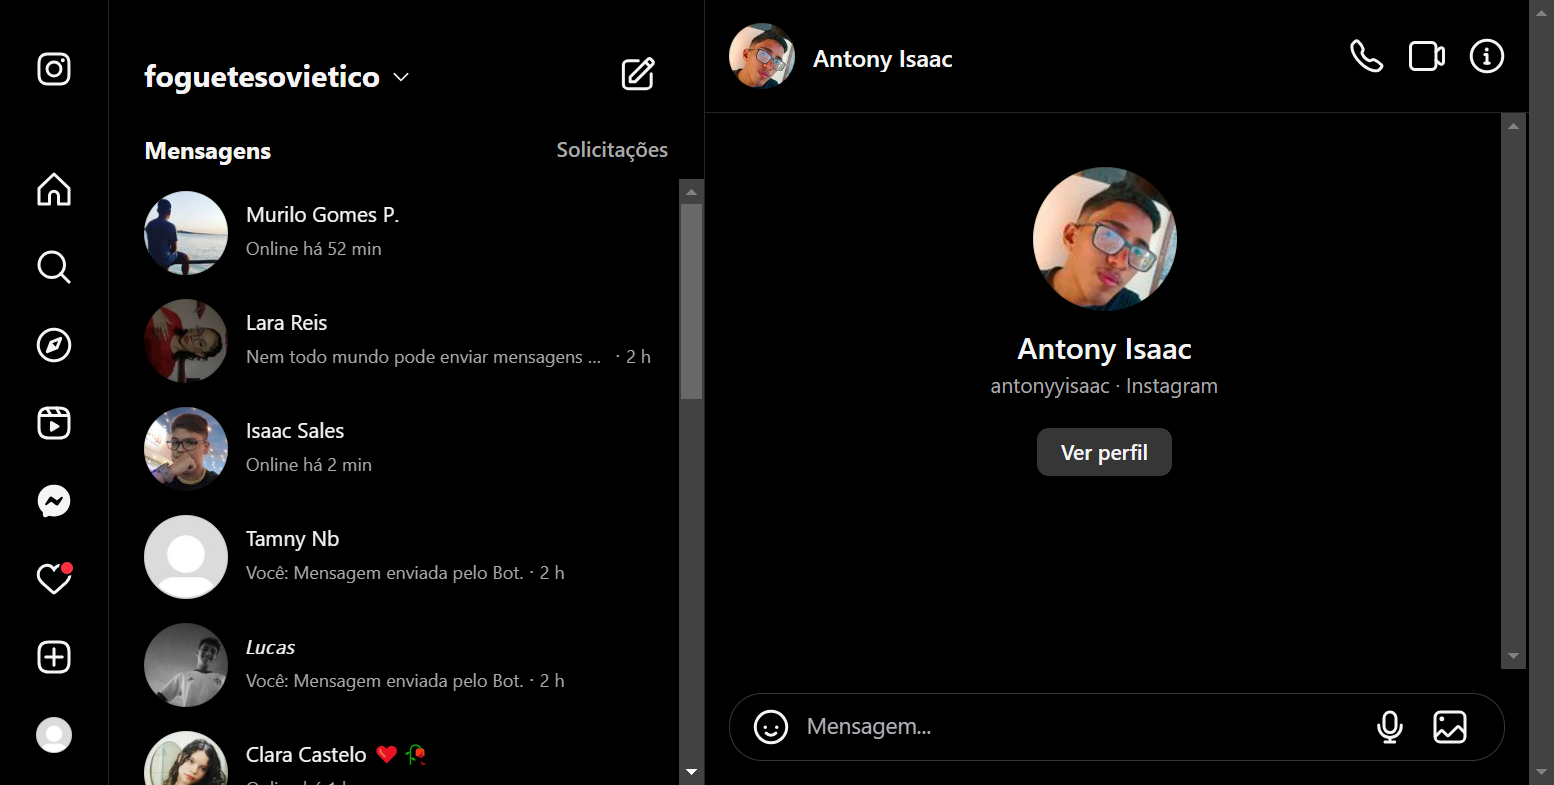 foguetesovietico
Mensagens
Solicitações
Murilo Gomes P.
Online há 52 min
Lara Reis
Nem todo mundo pode enviar mensagens ... · 2 h
Isaac Sales
Online há 2 min
Tamny Nb
Você: Mensagem enviada pelo Bot. · 2 h
Lucas
Você: Mensagem enviada pelo Bot. · 2 h
Clara Castelo ❤️ 🥀
Antony Isaac
Antony Isaac
antonyyisaac · Instagram
Ver perfil
Mensagem...